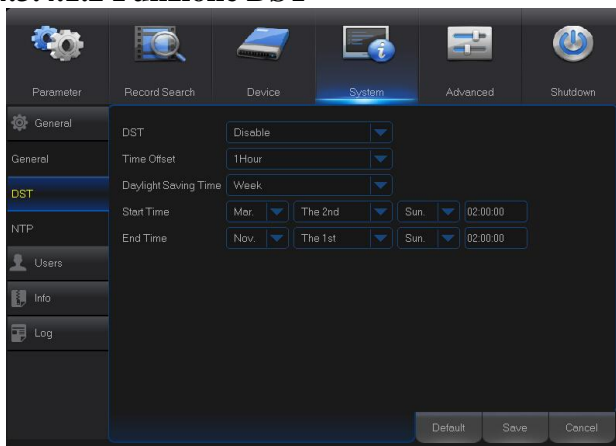 Parameter Record Search Device System Advanced Shutdown
General
General
DST
NTP
Users
Info
Log
DST Disable
Time Offset 1Hour
Daylight Saving Time Week
Start Time Mar. The 2nd Sun. 02:00:00
End Time Nov. The 1st Sun. 02:00:00
Default Save Cancel